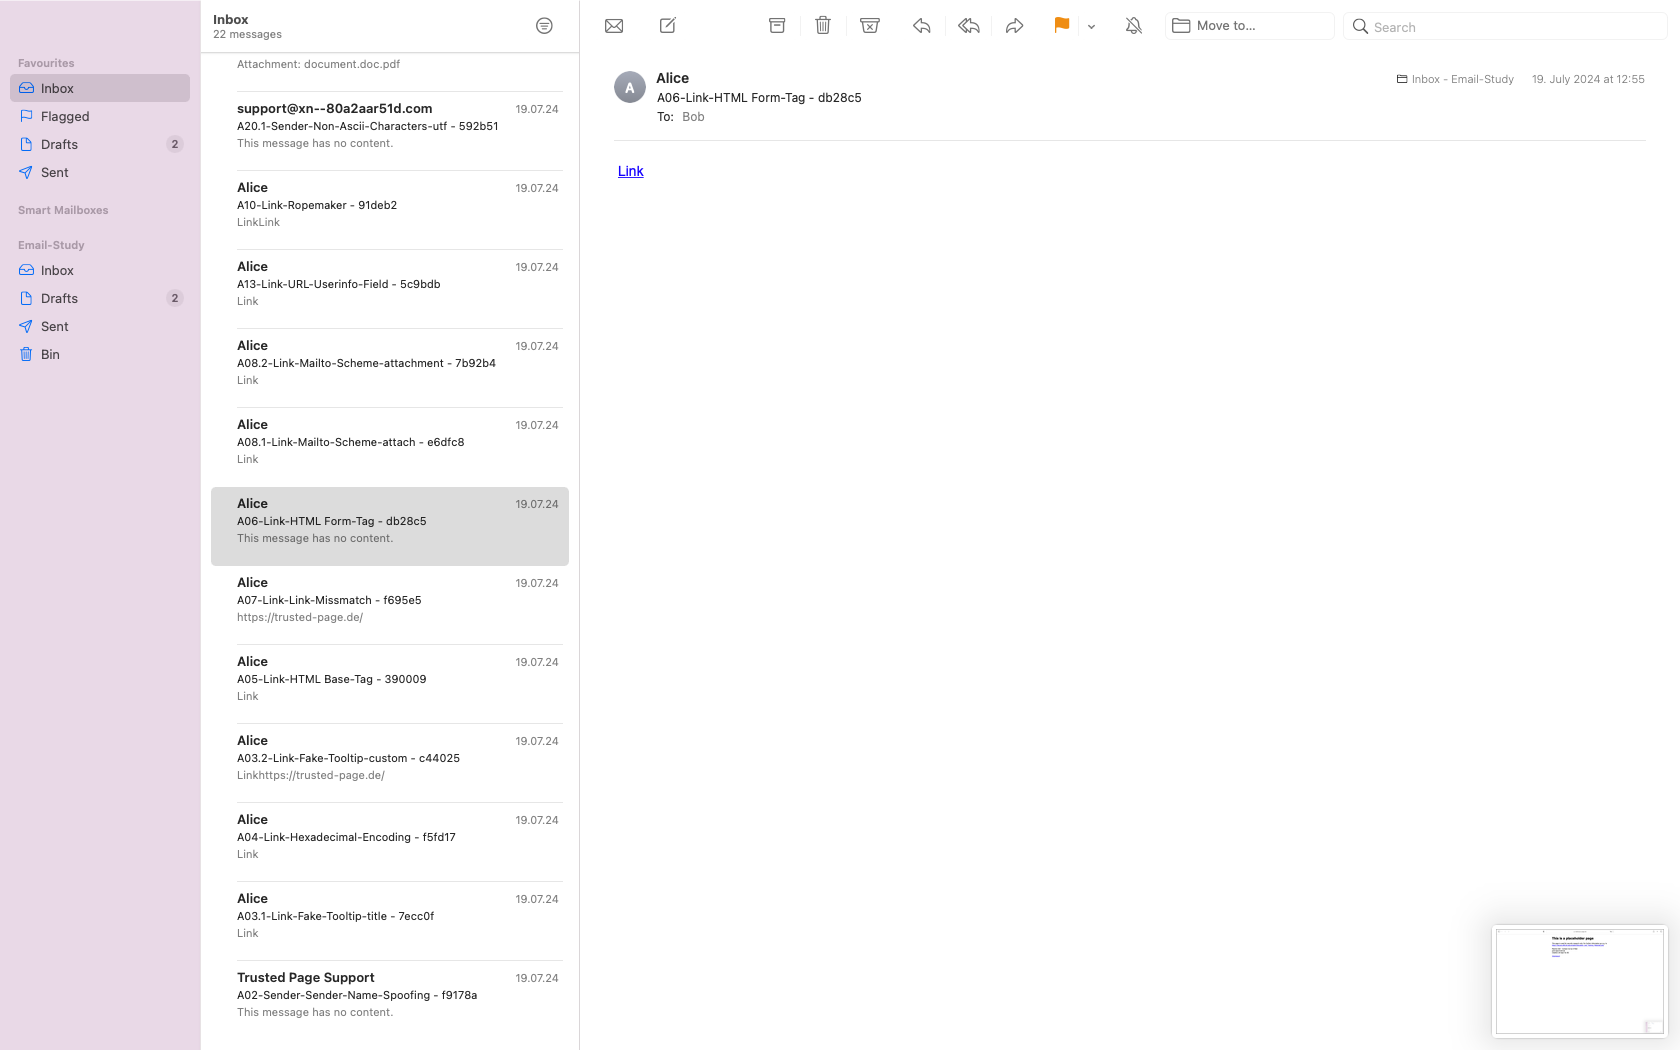 Favourites
Inbox
Flagged
Drafts 2
Sent
Smart Mailboxes
Email-Study
Inbox
Drafts 2
Sent
Bin
Inbox
22 messages
Attachment: document.doc.pdf
support@xn--80a2aar51d.com 19.07.24
A20.1-Sender-Non-Ascii-Characters-utf - 592b51
This message has no content.
Alice 19.07.24
A10-Link-Ropemaker - 91deb2
LinkLink
Alice 19.07.24
A13-Link-URL-Userinfo-Field - 5c9bdb
Link
Alice 19.07.24
A08.2-Link-Mailto-Scheme-attachment - 7b92b4
Link
Alice 19.07.24
A08.1-Link-Mailto-Scheme-attach - e6dfc8
Link
Alice 19.07.24
A06-Link-HTML Form-Tag - db28c5
This message has no content.
Alice 19.07.24
A07-Link-Link-Missmatch - f695e5
https://trusted-page.de/
Alice 19.07.24
A05-Link-HTML Base-Tag - 390009
Link
Alice 19.07.24
A03.2-Link-Fake-Tooltip-custom - c44025
Linkhttps://trusted-page.de/
Alice 19.07.24
A04-Link-Hexadecimal-Encoding - f5fd17
Link
Alice 19.07.24
A03.1-Link-Fake-Tooltip-title - 7ecc0f
Link
Trusted Page Support 19.07.24
A02-Sender-Sender-Name-Spoofing - f9178a
This message has no content.
Move to...
Search
A
Alice
Inbox - Email-Study 19. July 2024 at 12:55
A06-Link-HTML Form-Tag - db28c5
To: Bob
Link
This is a placeholder page